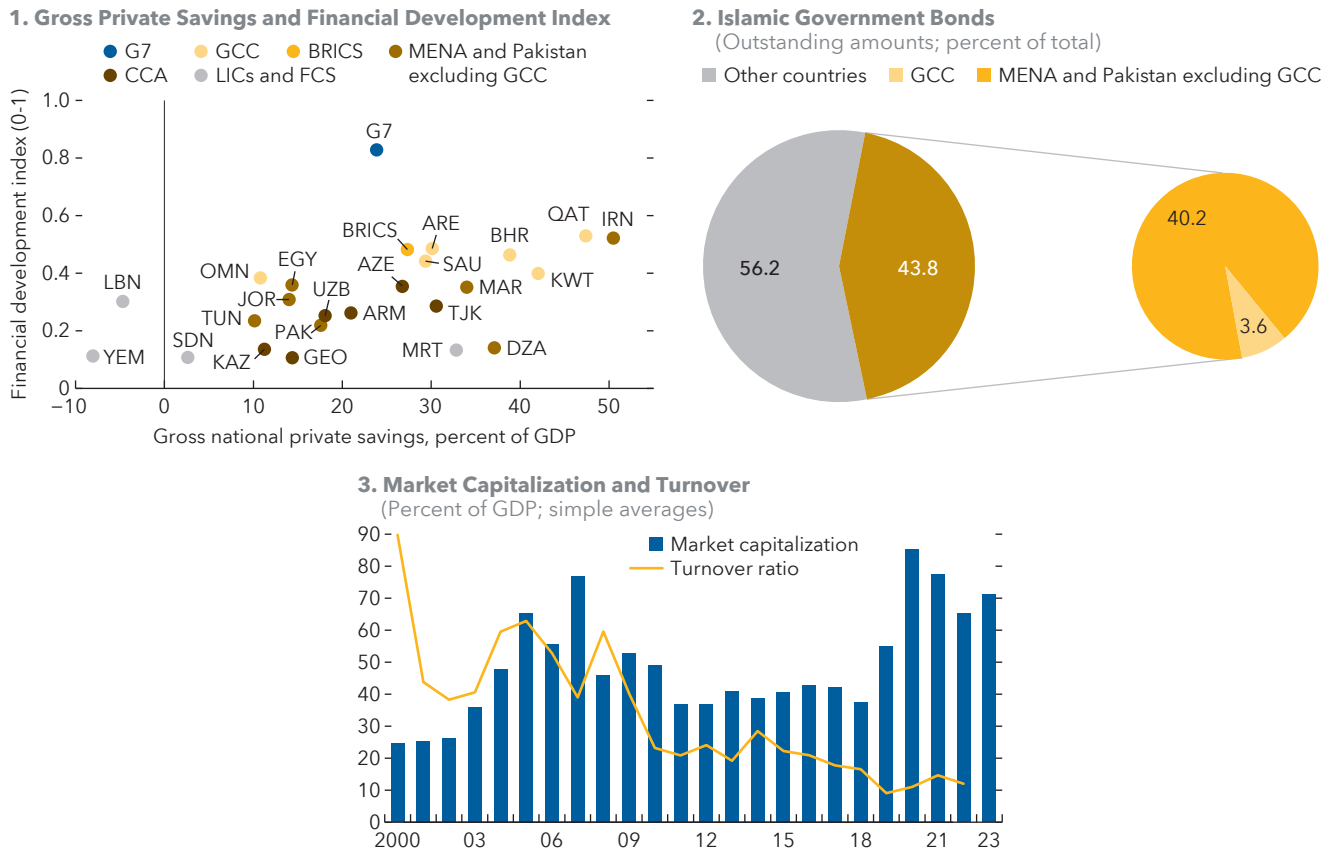 1. Gross Private Savings and Financial Development Index
G7 GCC BRICS MENA and Pakistan
CCA LICs and FCS excluding GCC
Financial development index (0-1)
1.0
0.8
0.6
0.4
0.2
0
G7
QAT IRN
BRICS ARE
BHR
OMN EGY AZE SAU KWT
LBN
JOR UZB MAR
TUN PAK ARM TJK
SDN
YEM KAZ GEO MRT DZA
−10 0 10 20 30 40 50
Gross national private savings, percent of GDP
2. Islamic Government Bonds
(Outstanding amounts; percent of total)
Other countries GCC MENA and Pakistan excluding GCC
56.2 43.8
40.2
3.6
3. Market Capitalization and Turnover
(Percent of GDP; simple averages)
Market capitalization
Turnover ratio
90
80
70
60
50
40
30
20
10
0
2000 03 06 09 12 15 18 21 23